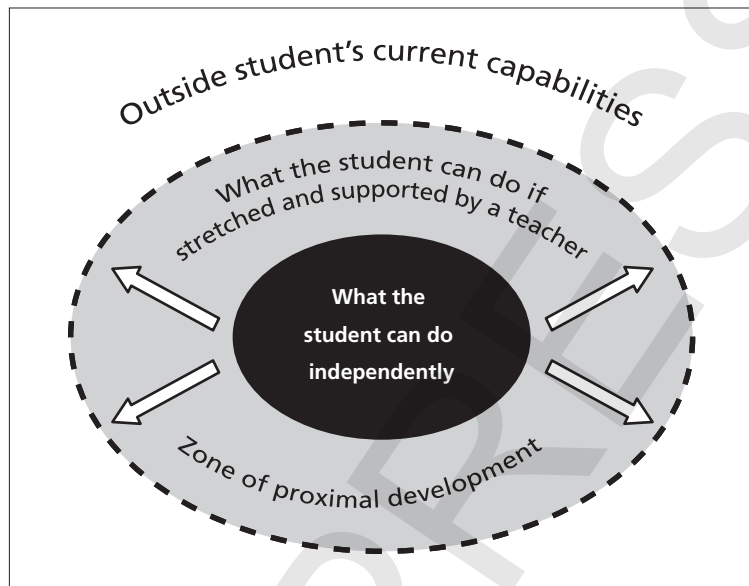 Outside student's current capabilities
What the student can do if
stretched and supported by a teacher
What the
student can do
independently
Zone of proximal development